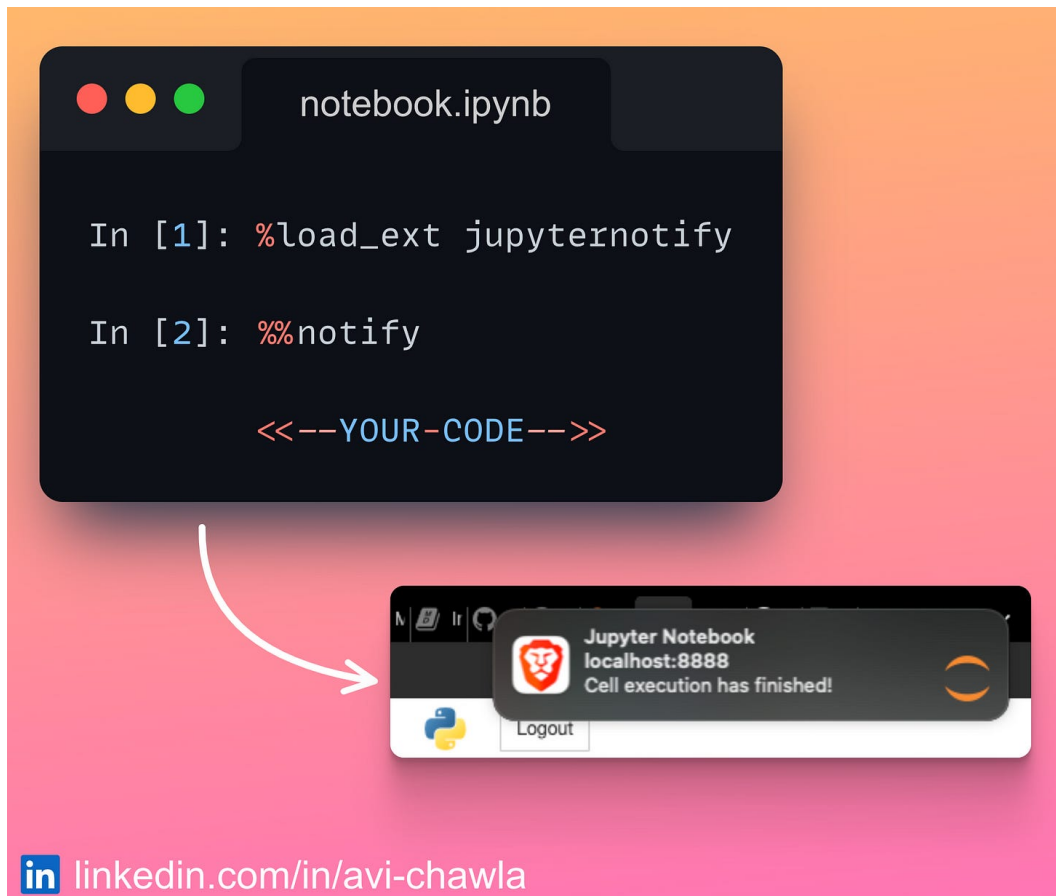 notebook.ipynb
In [1]: %load_ext jupyternotify
In [2]: %%notify
<<--YOUR-CODE-->>
Jupyter Notebook
localhost:8888
Cell execution has finished!
Logout
in linkedin.com/in/avi-chawla